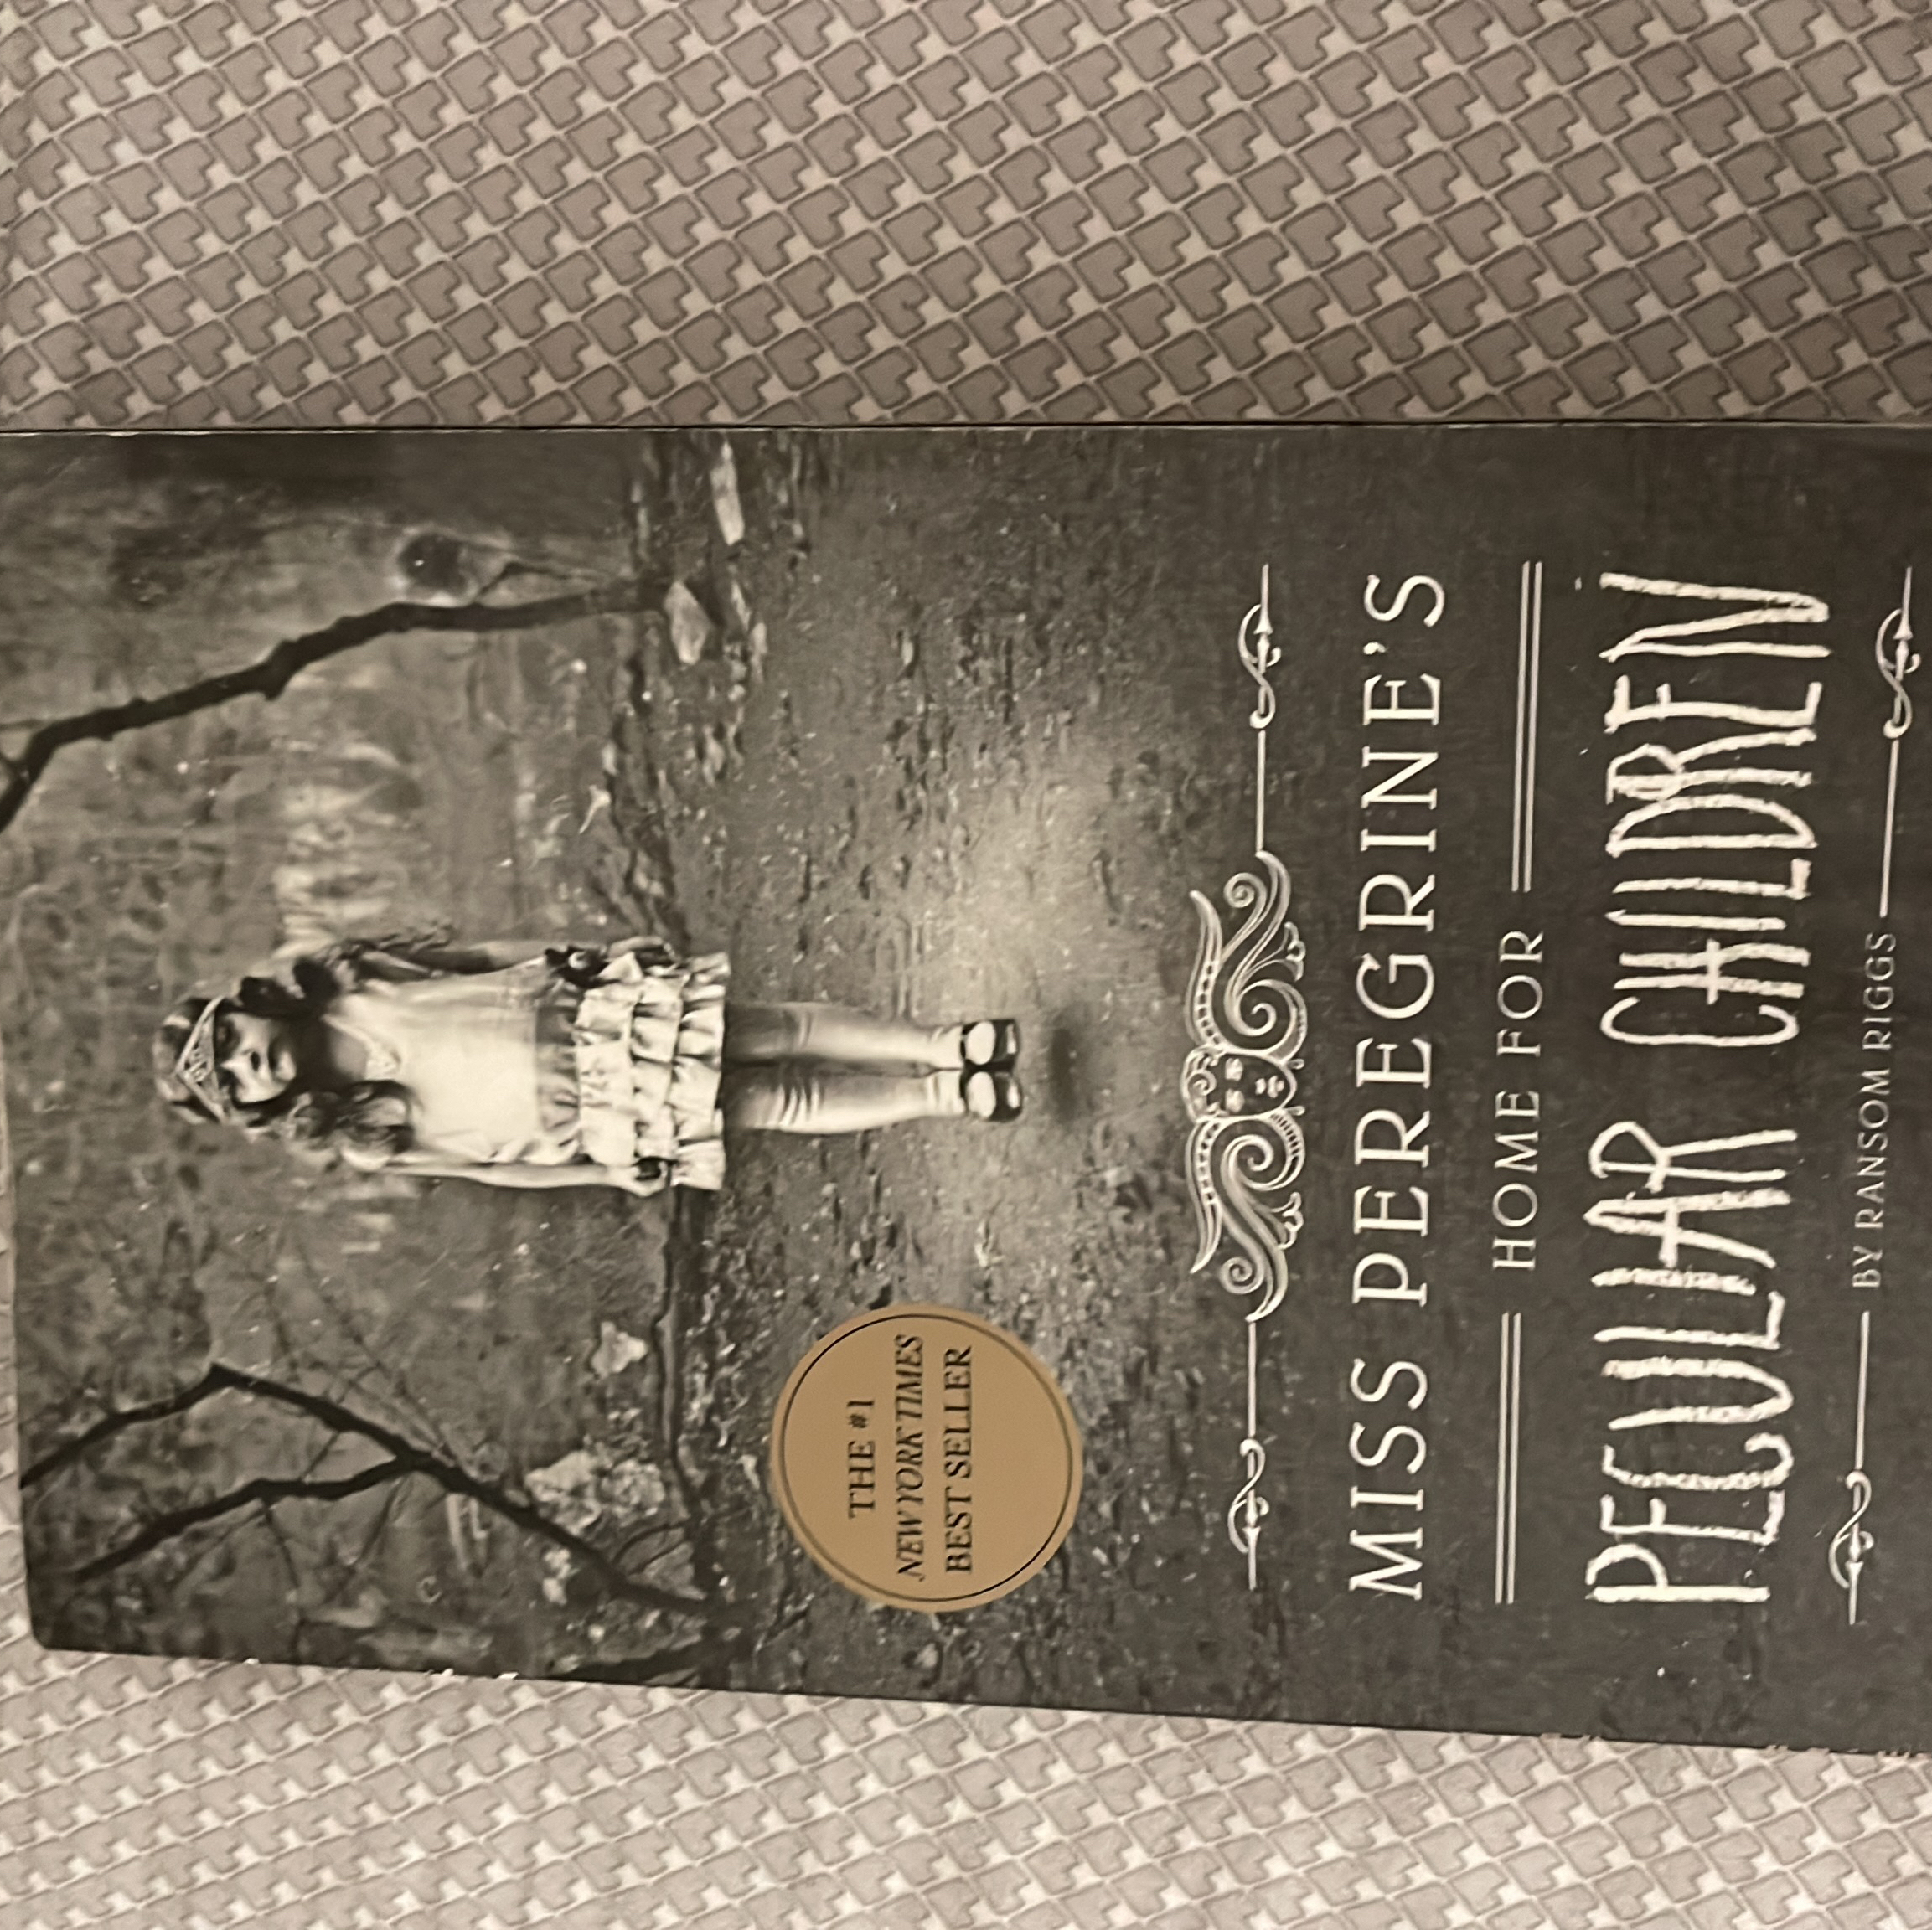 THE #1
NEW YORK TIMES
BEST SELLER
MISS PEREGRINE'S
HOME FOR
PECULIAR CHILDREN
BY RANSOM RIGGS